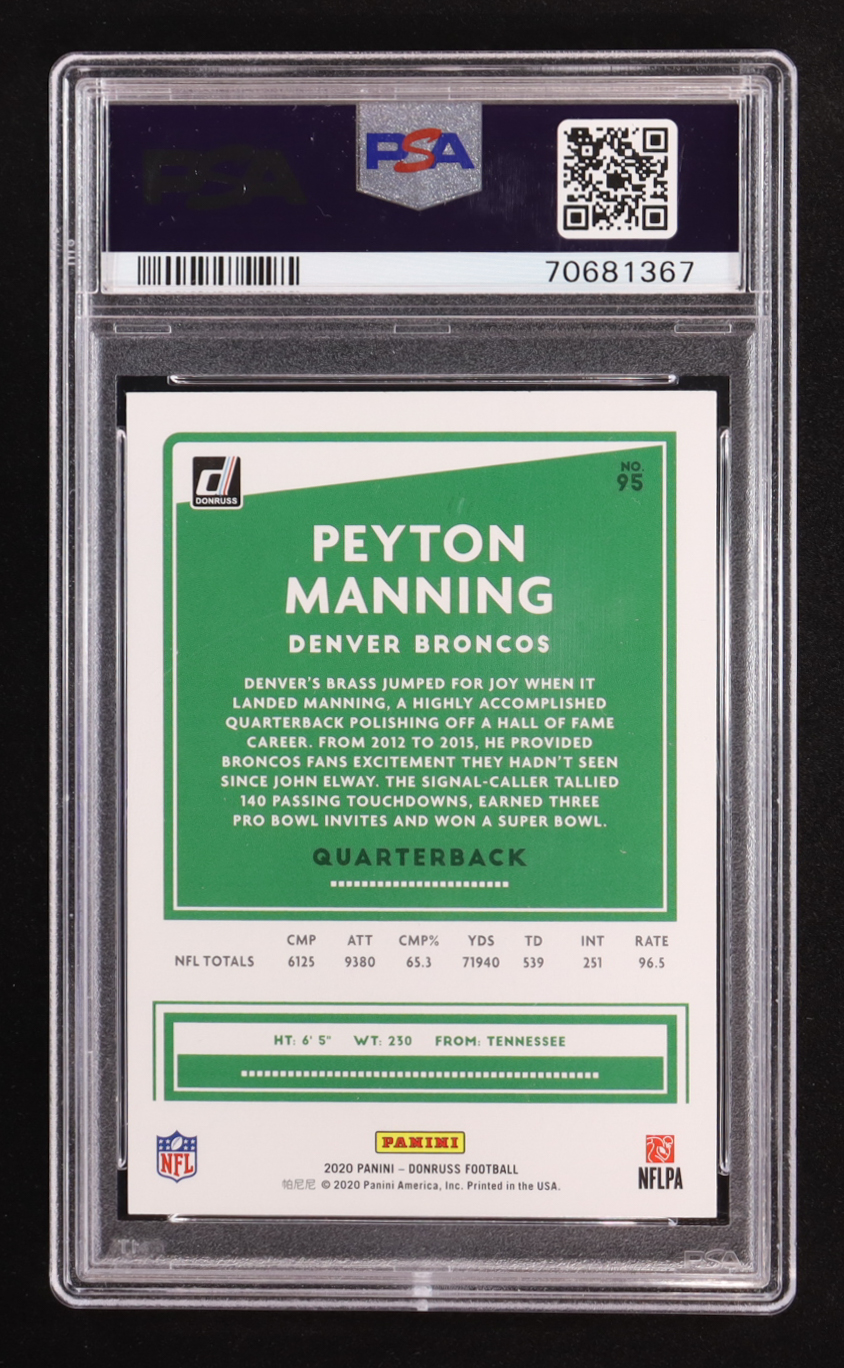 PSA
PSA
70681367
DONRUSS
NO.
95
PEYTON
MANNING
DENVER BRONCOS
DENVER'S BRASS JUMPED FOR JOY WHEN IT
LANDED MANNING, A HIGHLY ACCOMPLISHED
QUARTERBACK POLISHING OFF A HALL OF FAME
CAREER. FROM 2012 TO 2015, HE PROVIDED
BRONCOS FANS EXCITEMENT THEY HADN'T SEEN
SINCE JOHN ELWAY. THE SIGNAL-CALLER TALLIED
140 PASSING TOUCHDOWNS, EARNED THREE
PRO BOWL INVITES AND WON A SUPER BOWL.
QUARTERBACK
CMP ATT CMP% YDS TD INT RATE
NFL TOTALS 6125 9380 65.3 71940 539 251 96.5
HT: 6' 5" WT: 230 FROM: TENNESSEE
NFL
PANINI
2020 PANINI – DONRUSS FOOTBALL
帕尼尼 © 2020 Panini America, Inc. Printed in the USA.
NFLPA
TM
PSA